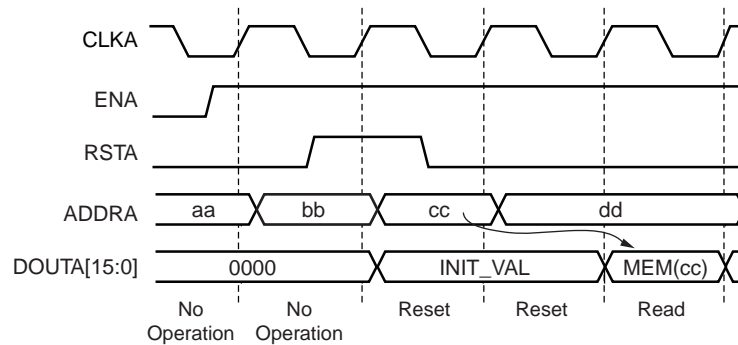 CLKA
ENA
RSTA
ADDRA aa bb cc dd
DOUTA[15:0] 0000 INIT_VAL MEM(cc)
No Operation No Operation Reset Reset Read